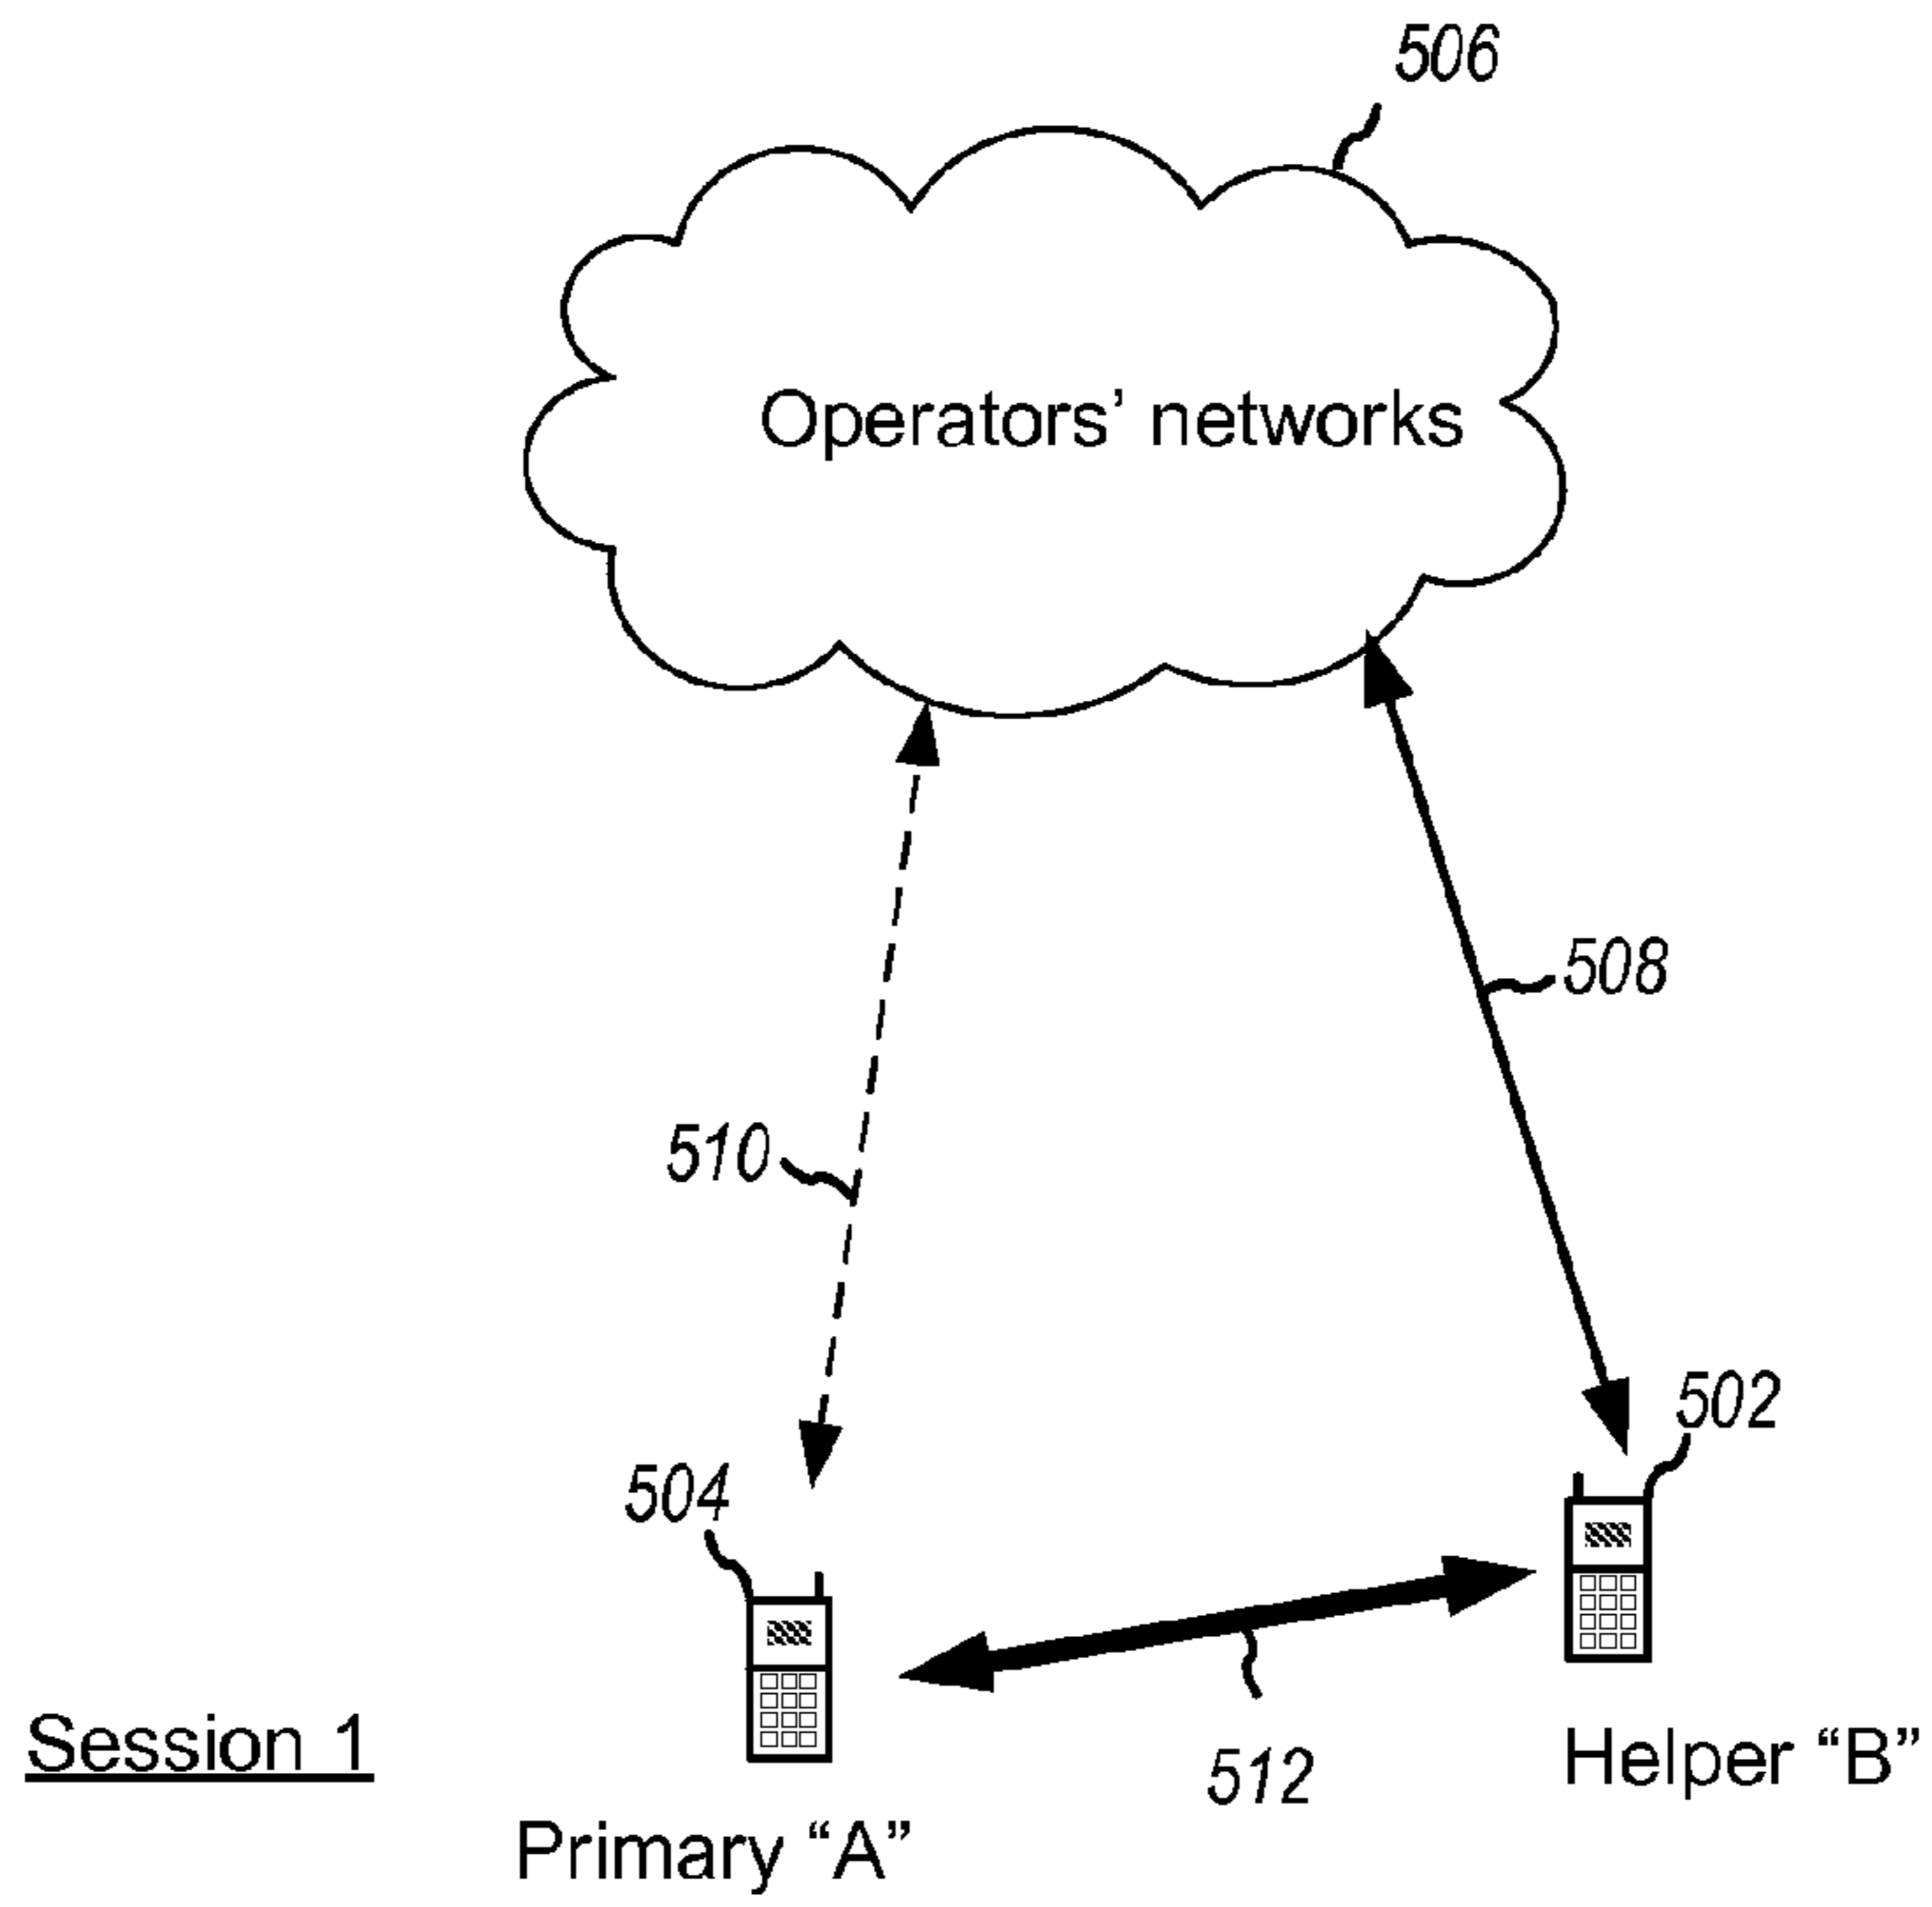 506
Operators’ networks
508
510
502
504
Session 1
512
Helper “B”
Primary “A”